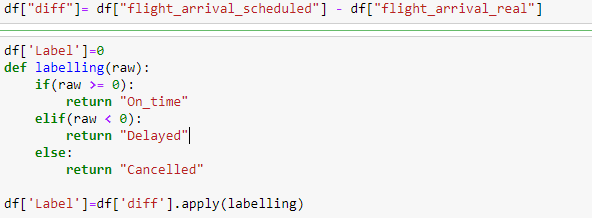 df["diff"]= df["flight_arrival_scheduled"] - df["flight_arrival_real"]
df['Label']=0
def labelling(raw):
    if(raw >= 0):
        return "On_time"
    elif(raw < 0):
        return "Delayed"
    else:
        return "Cancelled"
df['Label']=df['diff'].apply(labelling)